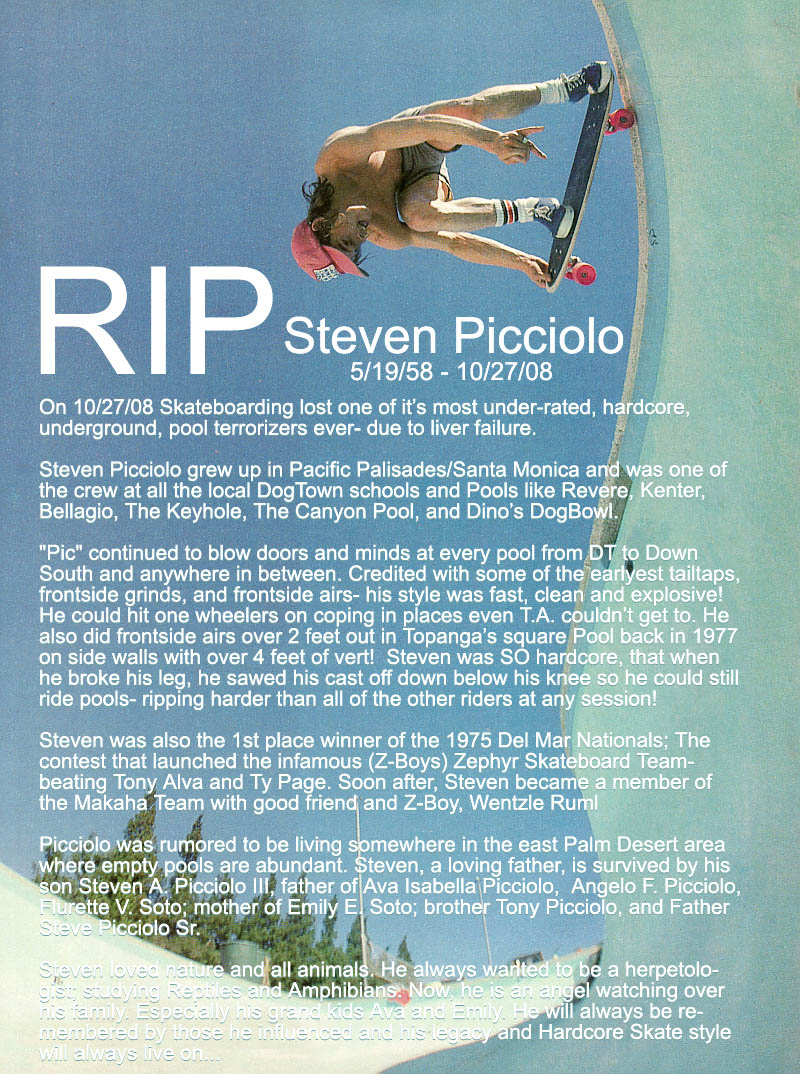 RIP Steven Picciolo
5/19/58 - 10/27/08
On 10/27/08 Skateboarding lost one of it's most under-rated, hardcore,
underground, pool terrorizers ever- due to liver failure.
Steven Picciolo grew up in Pacific Palisades/Santa Monica and was one of
the crew at all the local DogTown schools and Pools like Revere, Kenter,
Bellagio, The Keyhole, The Canyon Pool, and Dino's DogBowl.
"Pic" continued to blow doors and minds at every pool from DT to Down
South and anywhere in between. Credited with some of the earlyest tailtaps,
frontside grinds, and frontside airs- his style was fast, clean and explosive!
He could hit one wheelers on coping in places even T.A. couldn't get to. He
also did frontside airs over 2 feet out in Topanga's square Pool back in 1977
on side walls with over 4 feet of vert!  Steven was SO hardcore, that when
he broke his leg, he sawed his cast off down below his knee so he could still
ride pools- ripping harder than all of the other riders at any session!
Steven was also the 1st place winner of the 1975 Del Mar Nationals; The
contest that launched the infamous (Z-Boys) Zephyr Skateboard Team-
beating Tony Alva and Ty Page. Soon after, Steven became a member of
the Makaha Team with good friend and Z-Boy, Wentzle Ruml
Picciolo was rumored to be living somewhere in the east Palm Desert area
where empty pools are abundant. Steven, a loving father, is survived by his
son Steven A. Picciolo III, father of Ava Isabella Picciolo,  Angelo F. Picciolo,
Flurette V. Soto; mother of Emily E. Soto; brother Tony Picciolo, and Father
Steve Picciolo Sr.
Steven loved nature and all animals. He always wanted to be a herpetolo-
gist; studying Reptiles and Amphibians. Now, he is an angel watching over
his family. Especially his grand kids Ava and Emily. He will always be re-
membered by those he influenced and his legacy and Hardcore Skate style
will always live on...